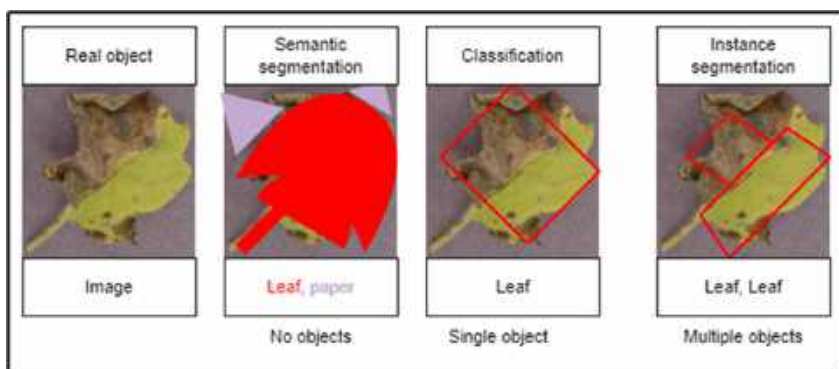 Real object
Semantic
segmentation
Classification
Instance
segmentation
Image
Leaf, paper
Leaf
Leaf, Leaf
No objects
Single object
Multiple objects